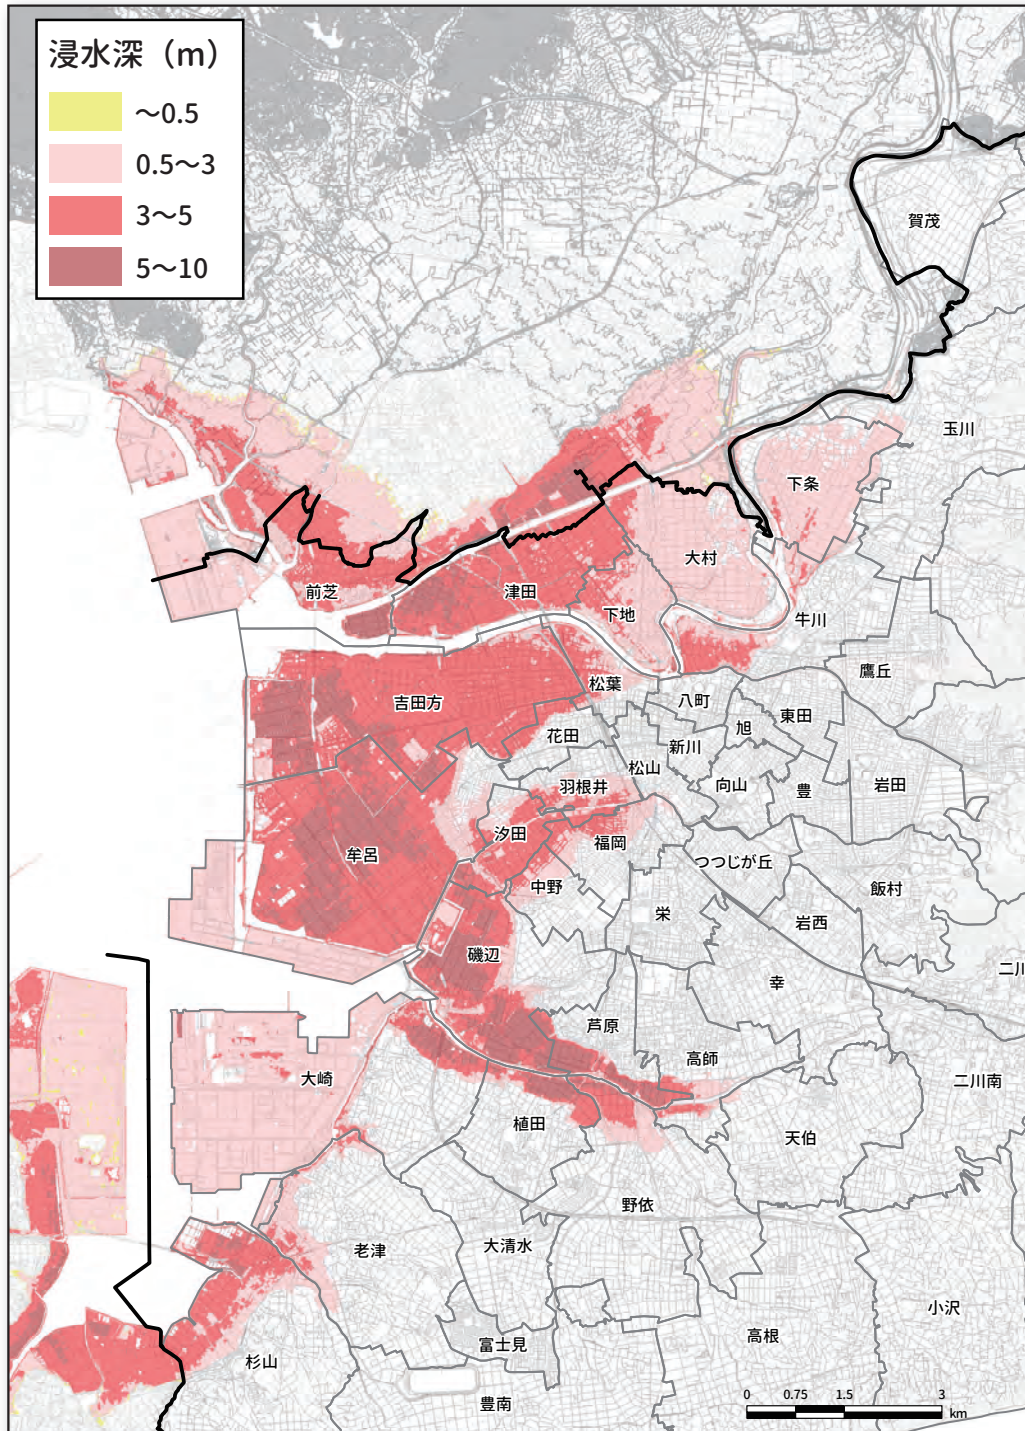 浸水深（m）
～0.5
0.5～3
3～5
5～10
賀茂
玉川
下条
大村
前芝
津田
下地
牛川
鷹丘
松葉
八町
吉田方
東田
旭
花田
新川
松山
向山
豊
岩田
羽根井
汐田
福岡
牟呂
つつじが丘
中野
飯村
栄
岩西
磯辺
二川
幸
芦原
高師
大崎
二川南
植田
天伯
野依
老津
大清水
小沢
高根
富士見
杉山
豊南
0 0.75 1.5 3
km